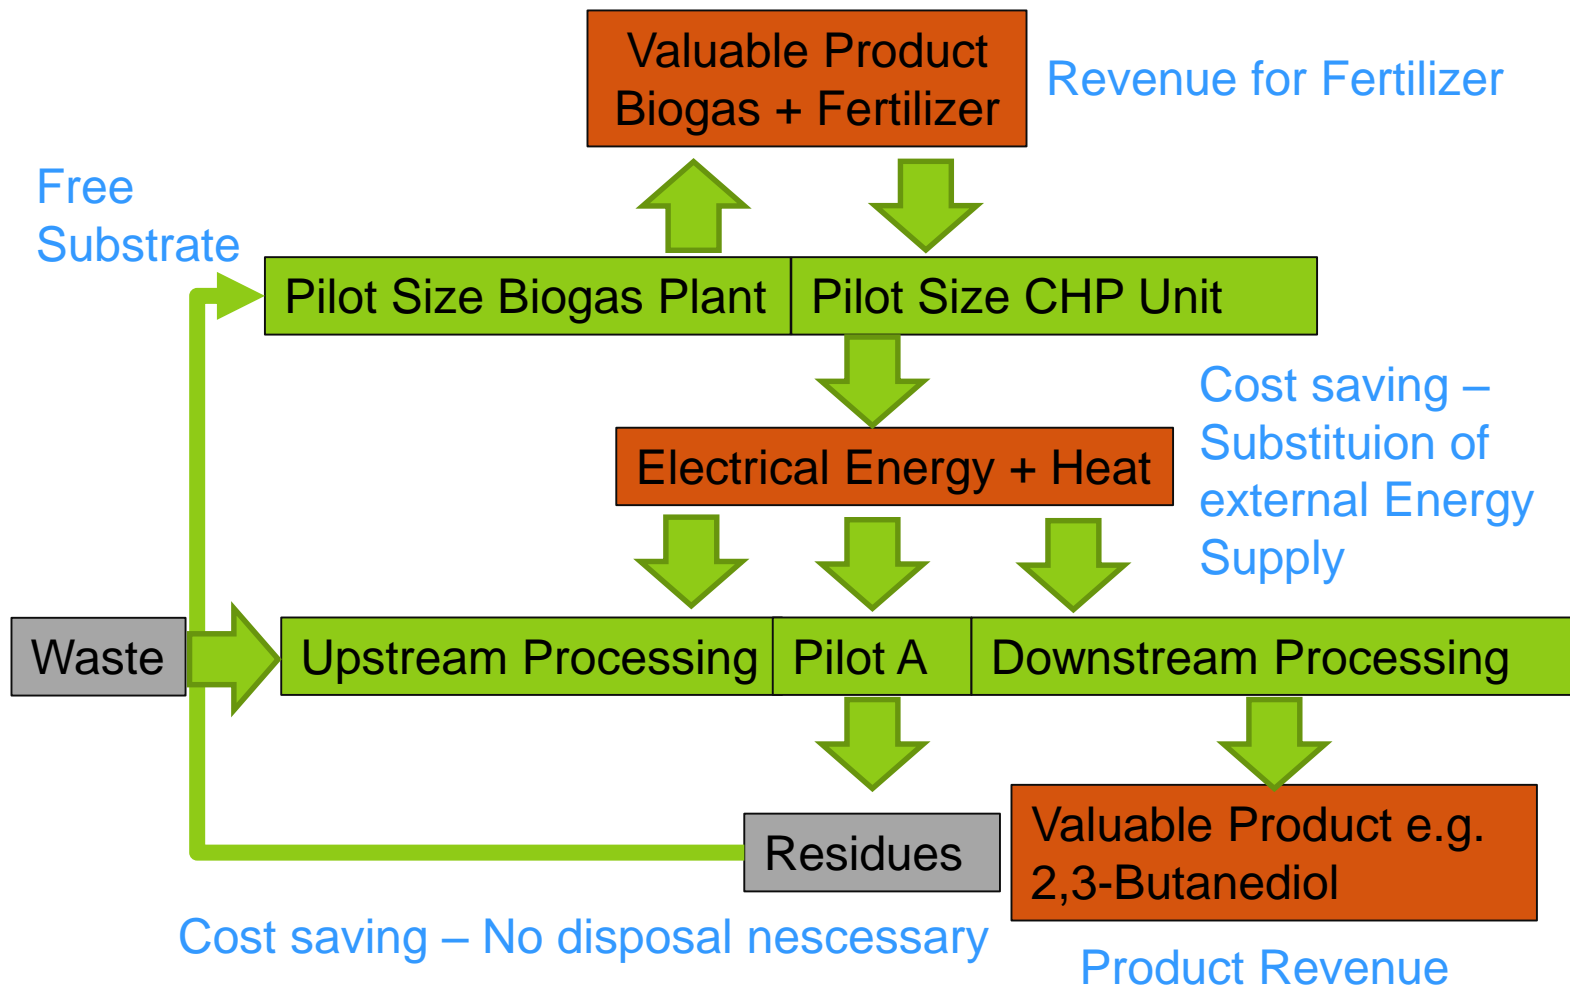 Valuable Product
Biogas + Fertilizer
Revenue for Fertilizer
Free
Substrate
Pilot Size Biogas Plant
Pilot Size CHP Unit
Cost saving –
Substituion of
external Energy
Supply
Electrical Energy + Heat
Waste
Upstream Processing
Pilot A
Downstream Processing
Residues
Valuable Product e.g.
2,3-Butanediol
Cost saving – No disposal nescessary
Product Revenue